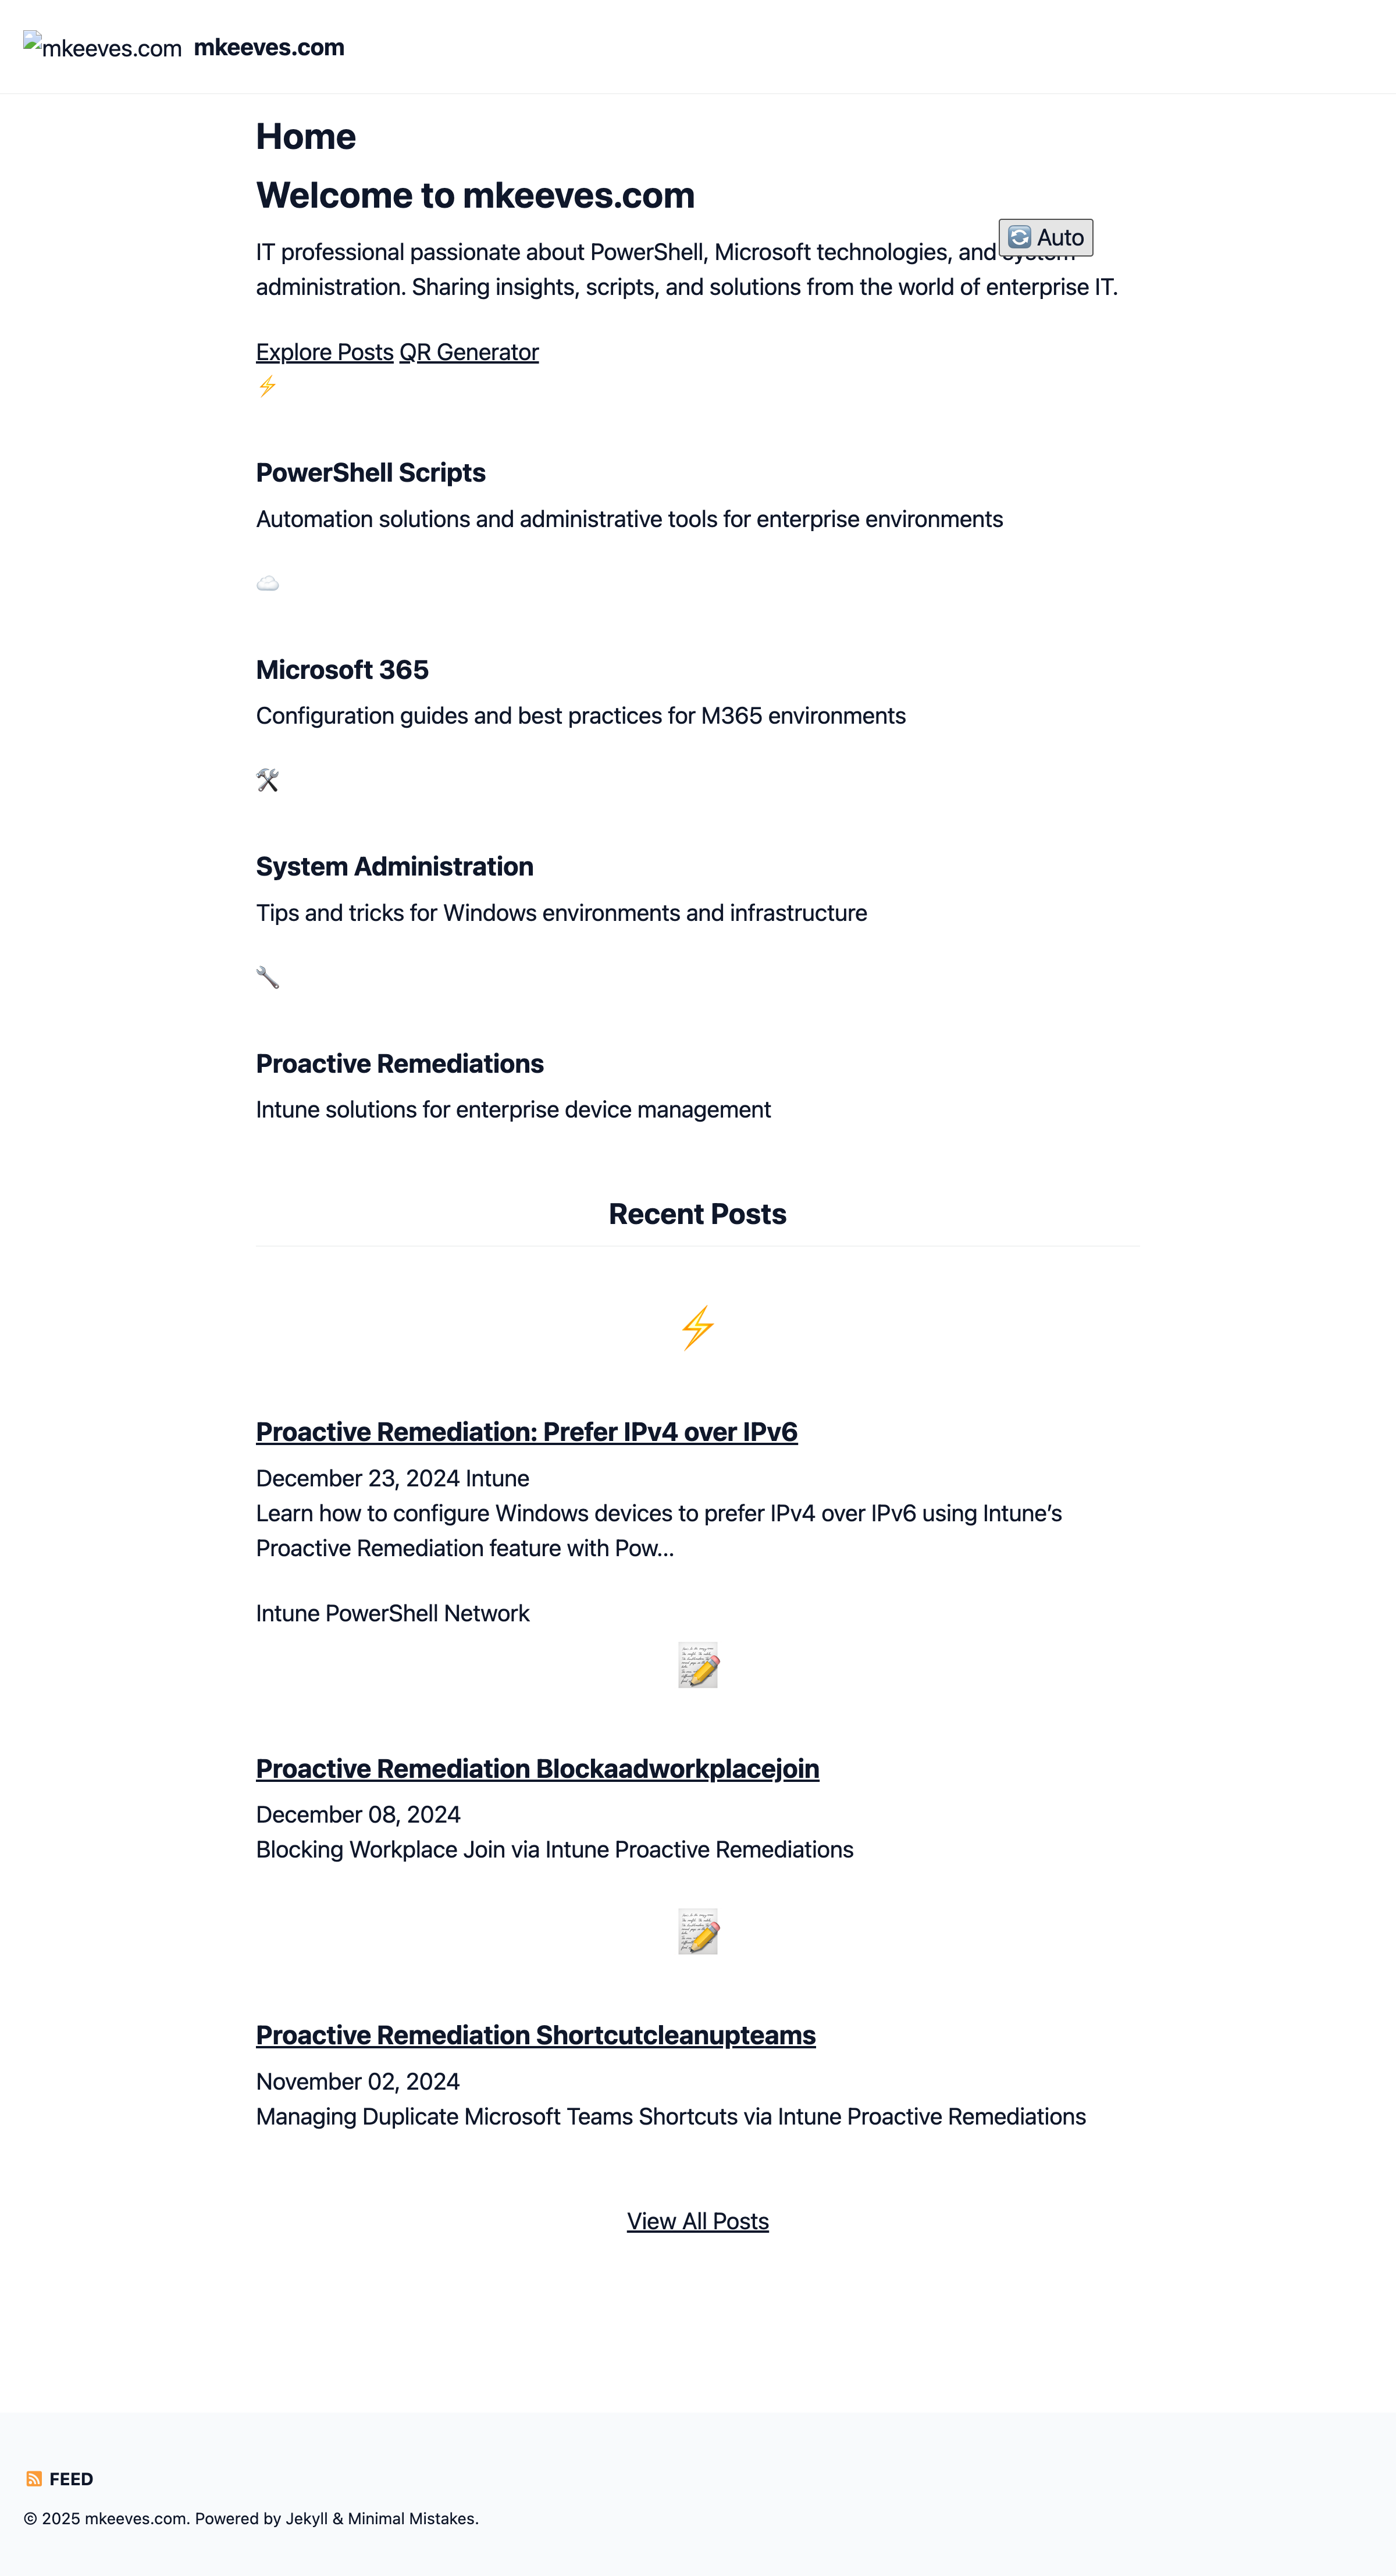 mkeeves.com mkeeves.com
Home
Welcome to mkeeves.com
Auto
IT professional passionate about PowerShell, Microsoft technologies, and system
administration. Sharing insights, scripts, and solutions from the world of enterprise IT.
Explore Posts QR Generator
PowerShell Scripts
Automation solutions and administrative tools for enterprise environments
Microsoft 365
Configuration guides and best practices for M365 environments
System Administration
Tips and tricks for Windows environments and infrastructure
Proactive Remediations
Intune solutions for enterprise device management
Recent Posts
Proactive Remediation: Prefer IPv4 over IPv6
December 23, 2024 Intune
Learn how to configure Windows devices to prefer IPv4 over IPv6 using Intune’s
Proactive Remediation feature with Pow...
Intune PowerShell Network
Proactive Remediation Blockaadworkplacejoin
December 08, 2024
Blocking Workplace Join via Intune Proactive Remediations
Proactive Remediation Shortcutcleanupteams
November 02, 2024
Managing Duplicate Microsoft Teams Shortcuts via Intune Proactive Remediations
View All Posts
FEED
© 2025 mkeeves.com. Powered by Jekyll & Minimal Mistakes.